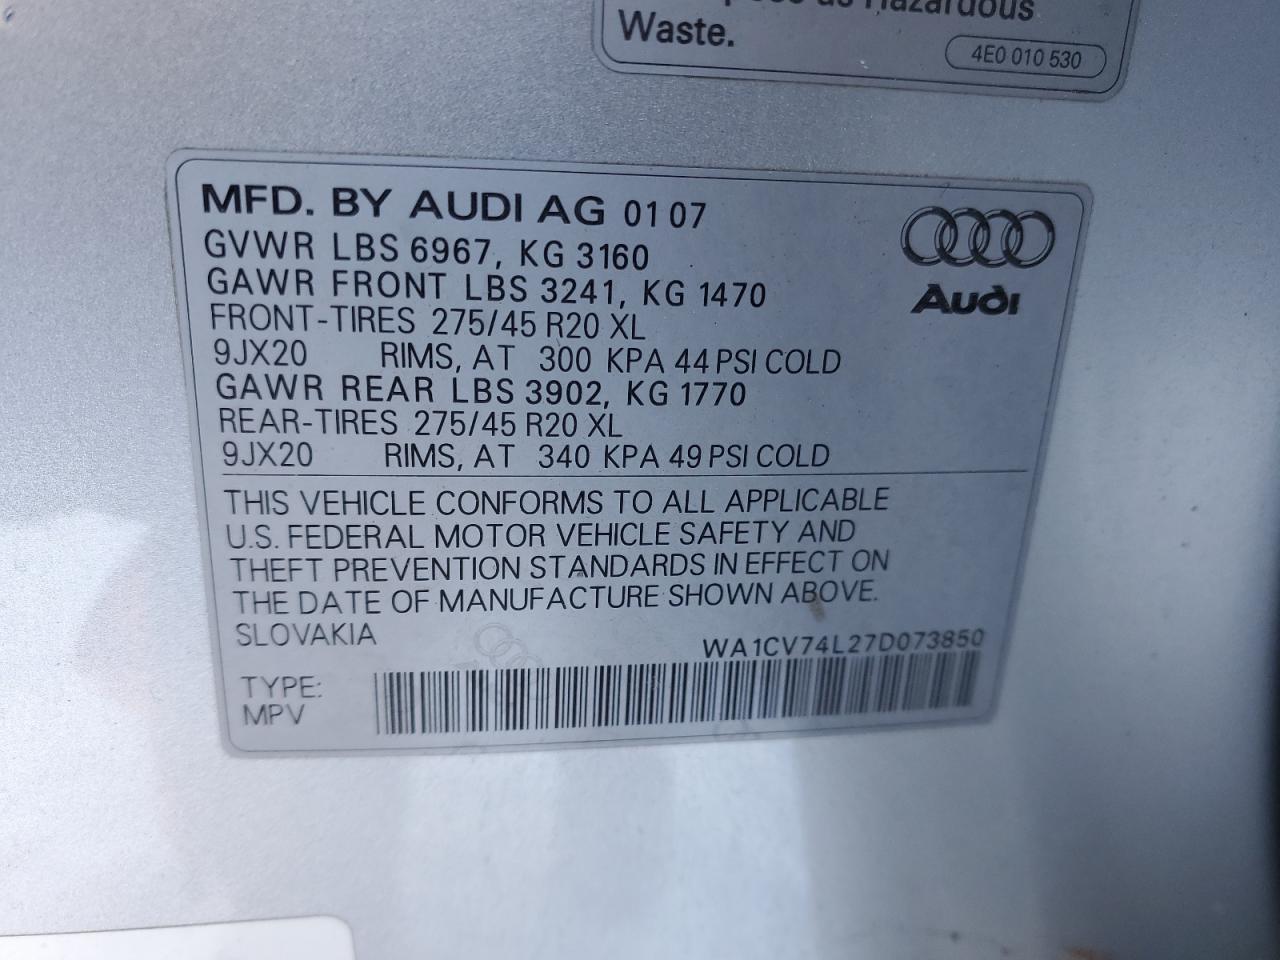 Hazardous
Waste.
4E0 010 530
MFD. BY AUDI AG 01 07
GVWR LBS 6967, KG 3160
GAWR FRONT LBS 3241, KG 1470
FRONT-TIRES 275/45 R20 XL
9JX20 RIMS, AT 300 KPA 44 PSI COLD
GAWR REAR LBS 3902, KG 1770
REAR-TIRES 275/45 R20 XL
9JX20 RIMS, AT 340 KPA 49 PSI COLD
Audi
THIS VEHICLE CONFORMS TO ALL APPLICABLE
U.S. FEDERAL MOTOR VEHICLE SAFETY AND
THEFT PREVENTION STANDARDS IN EFFECT ON
THE DATE OF MANUFACTURE SHOWN ABOVE.
SLOVAKIA
WA1CV74L27D073850
TYPE:
MPV